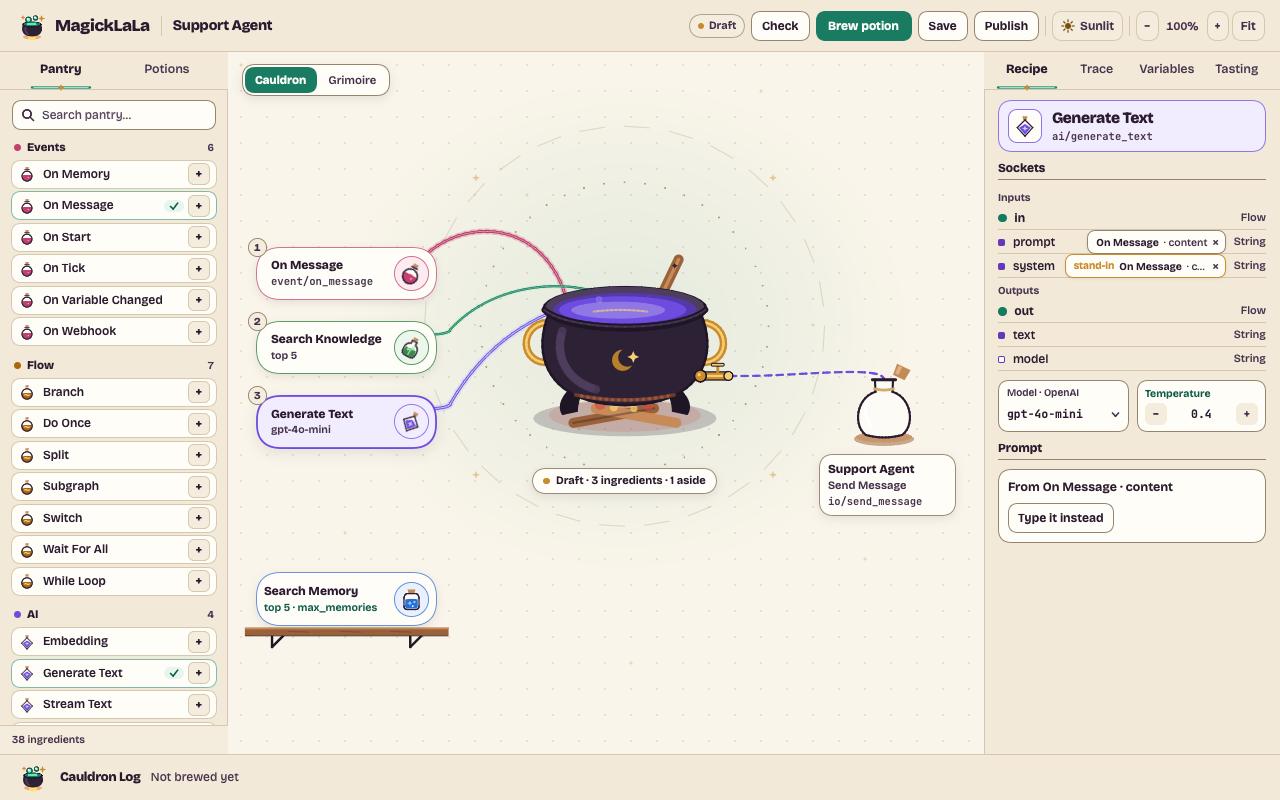 MagickLaLa
Support Agent
Draft
Check
Brew potion
Save
Publish
Sunlit
−
100%
+
Fit
Pantry
Potions
Search pantry...
Events 6
On Memory +
On Message +
On Start +
On Tick +
On Variable Changed +
On Webhook +
Flow 7
Branch +
Do Once +
Split +
Subgraph +
Switch +
Wait For All +
While Loop +
AI 4
Embedding +
Generate Text +
Stream Text +
38 ingredients
Cauldron
Grimoire
1
On Message
event/on_message
2
Search Knowledge
top 5
3
Generate Text
gpt-4o-mini
Draft · 3 ingredients · 1 aside
Support Agent
Send Message
io/send_message
Search Memory
top 5 · max_memories
Recipe
Trace
Variables
Tasting
Generate Text
ai/generate_text
Sockets
Inputs
in Flow
prompt On Message · content × String
system stand-in On Message · c... × String
Outputs
out Flow
text String
model String
Model · OpenAI
gpt-4o-mini
Temperature
− 0.4 +
Prompt
From On Message · content
Type it instead
Cauldron Log Not brewed yet